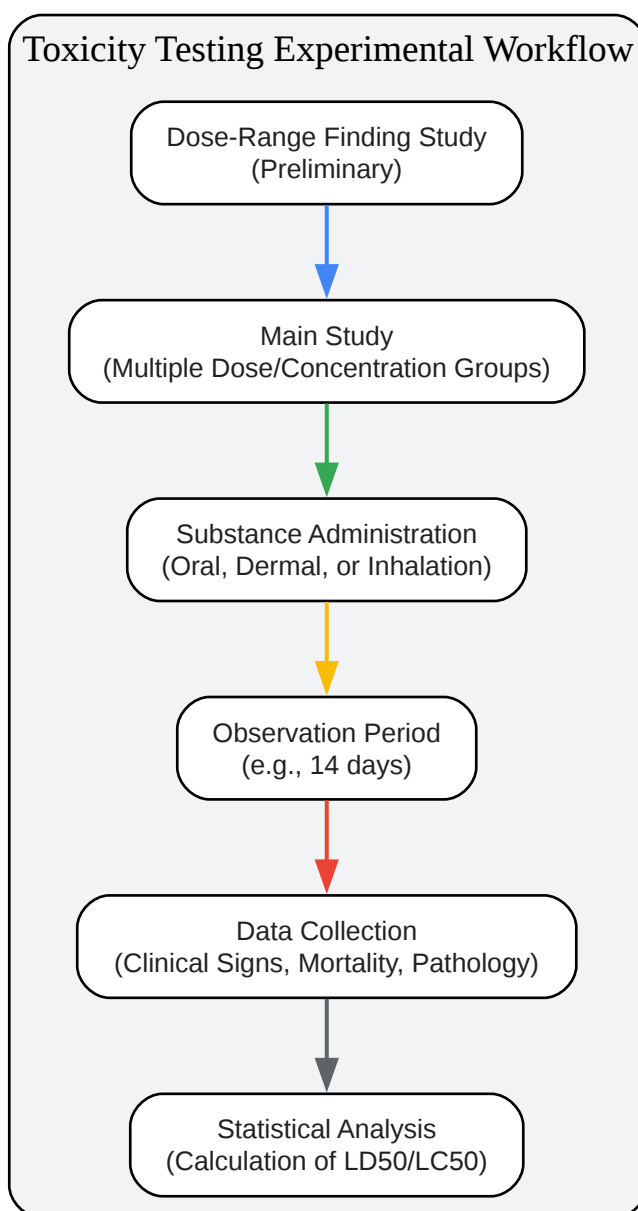 Toxicity Testing Experimental Workflow
Dose-Range Finding Study
(Preliminary)
Main Study
(Multiple Dose/Concentration Groups)
Substance Administration
(Oral, Dermal, or Inhalation)
Observation Period
(e.g., 14 days)
Data Collection
(Clinical Signs, Mortality, Pathology)
Statistical Analysis
(Calculation of LD50/LC50)